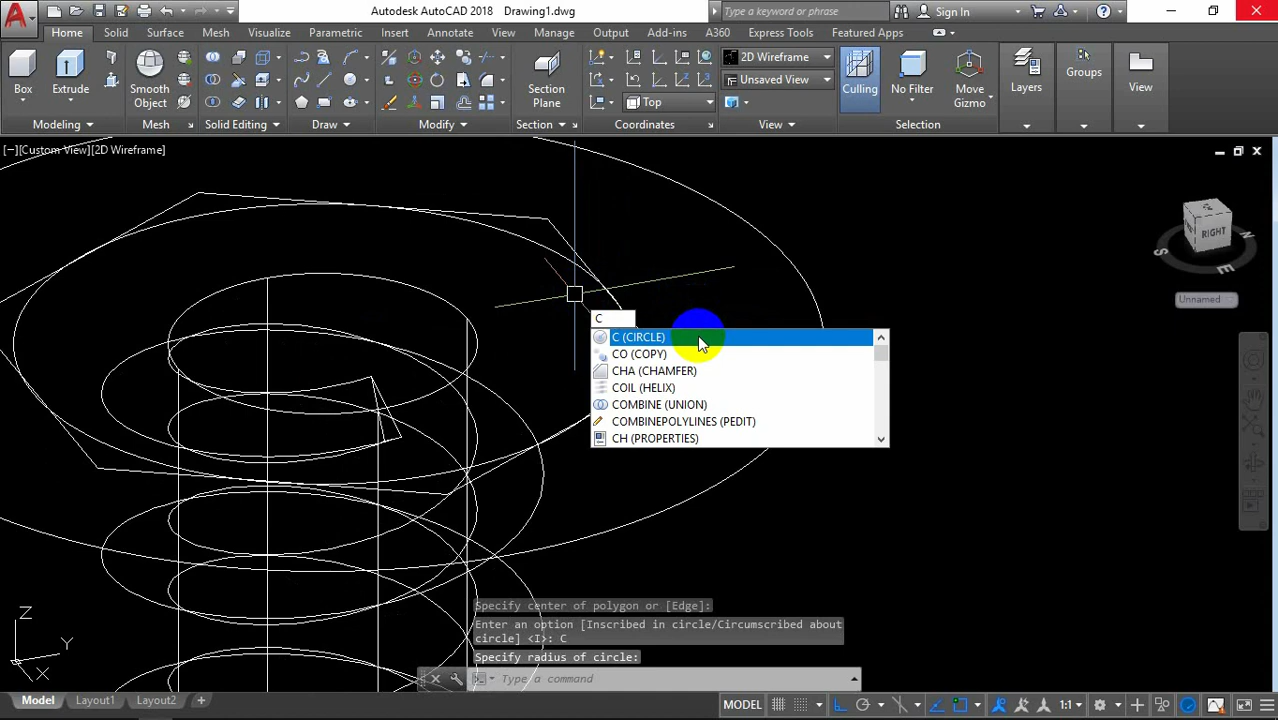 Autodesk AutoCAD 2018 Drawing1.dwg
Type a keyword or phrase
Sign In
Home Solid Surface Mesh Visualize Parametric Insert Annotate View Manage Output Add-ins A360 Express Tools Featured Apps
Box
Extrude
Smooth
Object
Section
Plane
2D Wireframe
Unsaved View
Top
Culling
No Filter
Move
Gizmo
Layers
Groups
View
Modeling Mesh Solid Editing Draw Modify Section Coordinates View Selection
[−][Custom View][2D Wireframe]
RIGHT
S
E
N
Unnamed
C
C (CIRCLE)
CO (COPY)
CHA (CHAMFER)
COIL (HELIX)
COMBINE (UNION)
COMBINEPOLYLINES (PEDIT)
CH (PROPERTIES)
Specify center of polygon or [Edge]:
Enter an option [Inscribed in circle/Circumscribed about
circle] <I>: C
Specify radius of circle:
Type a command
Z
Y
X
Model Layout1 Layout2 +
MODEL
1:1